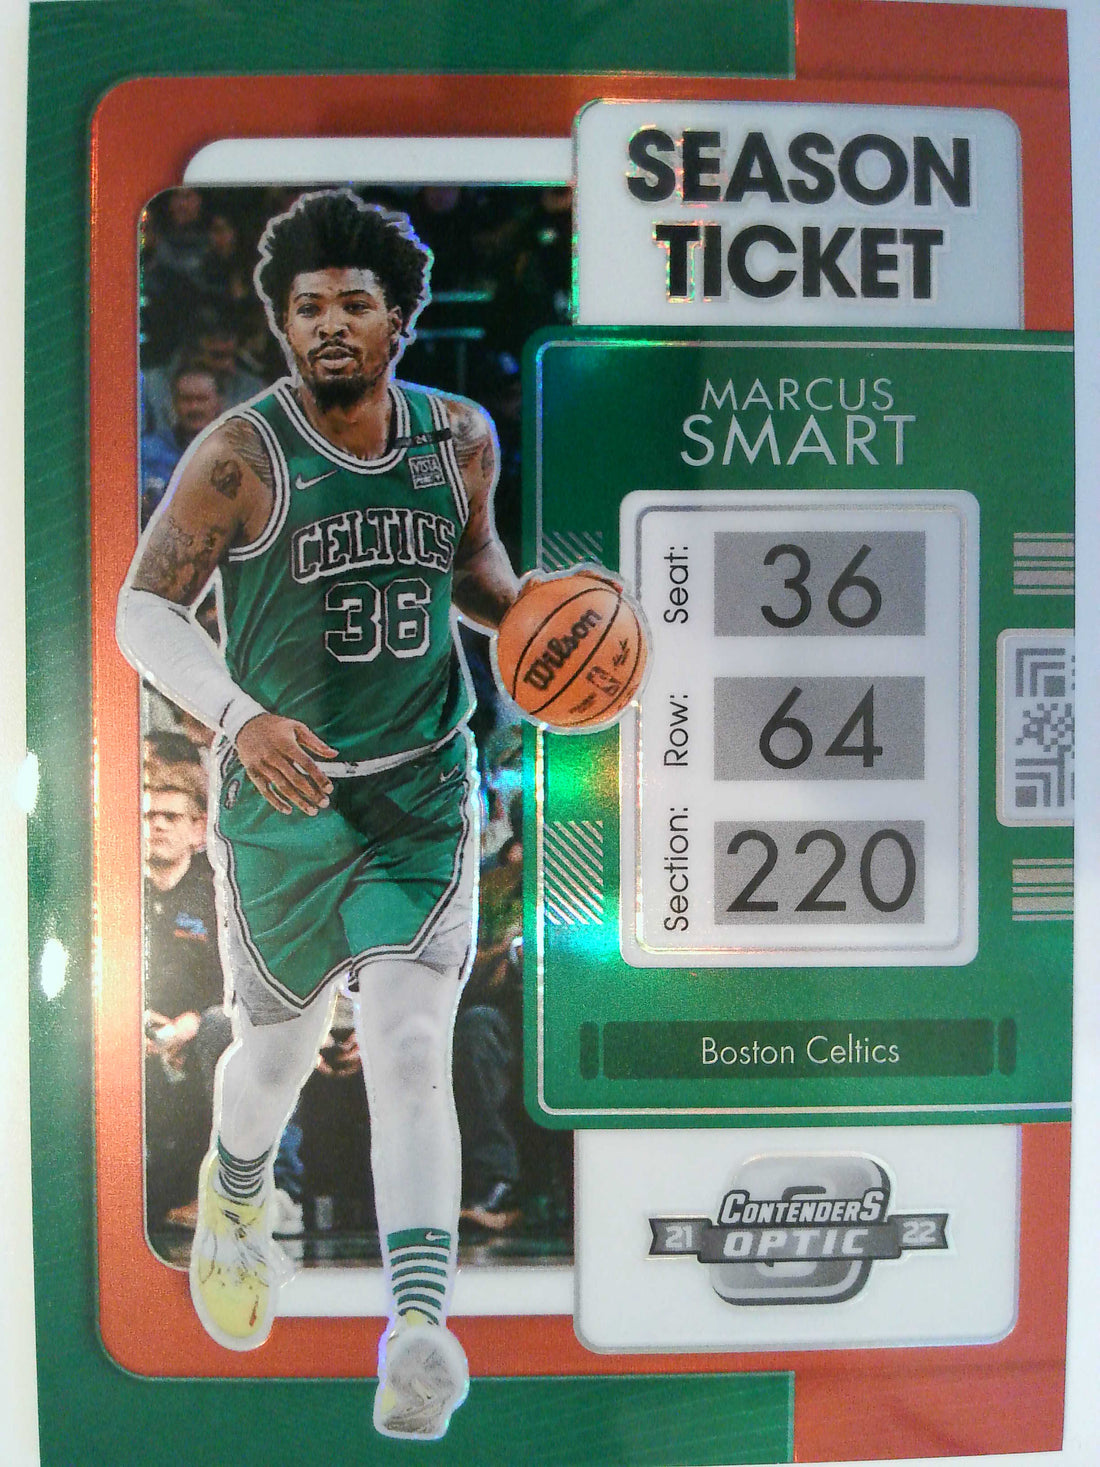 SEASON
TICKET
MARCUS
SMART
Seat: 36
Row: 64
Section: 220
Boston Celtics
CONTENDERS
21 OPTIC 22
CELTICS
36
Wilson